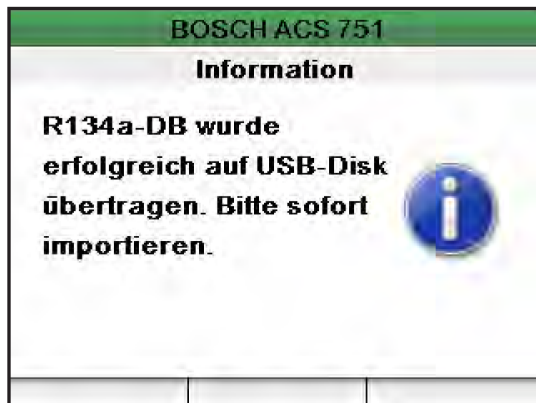 BOSCH ACS 751
Information
R134a-DB wurde
erfolgreich auf USB-Disk
übertragen. Bitte sofort
importieren.